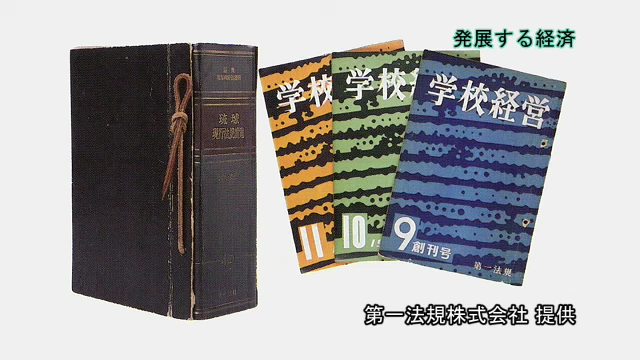 発展する経済
琉球
現行法規総覧
学校
11
学校経
10
学校経営
9
創刊号
第一法規
第一法規株式会社 提供